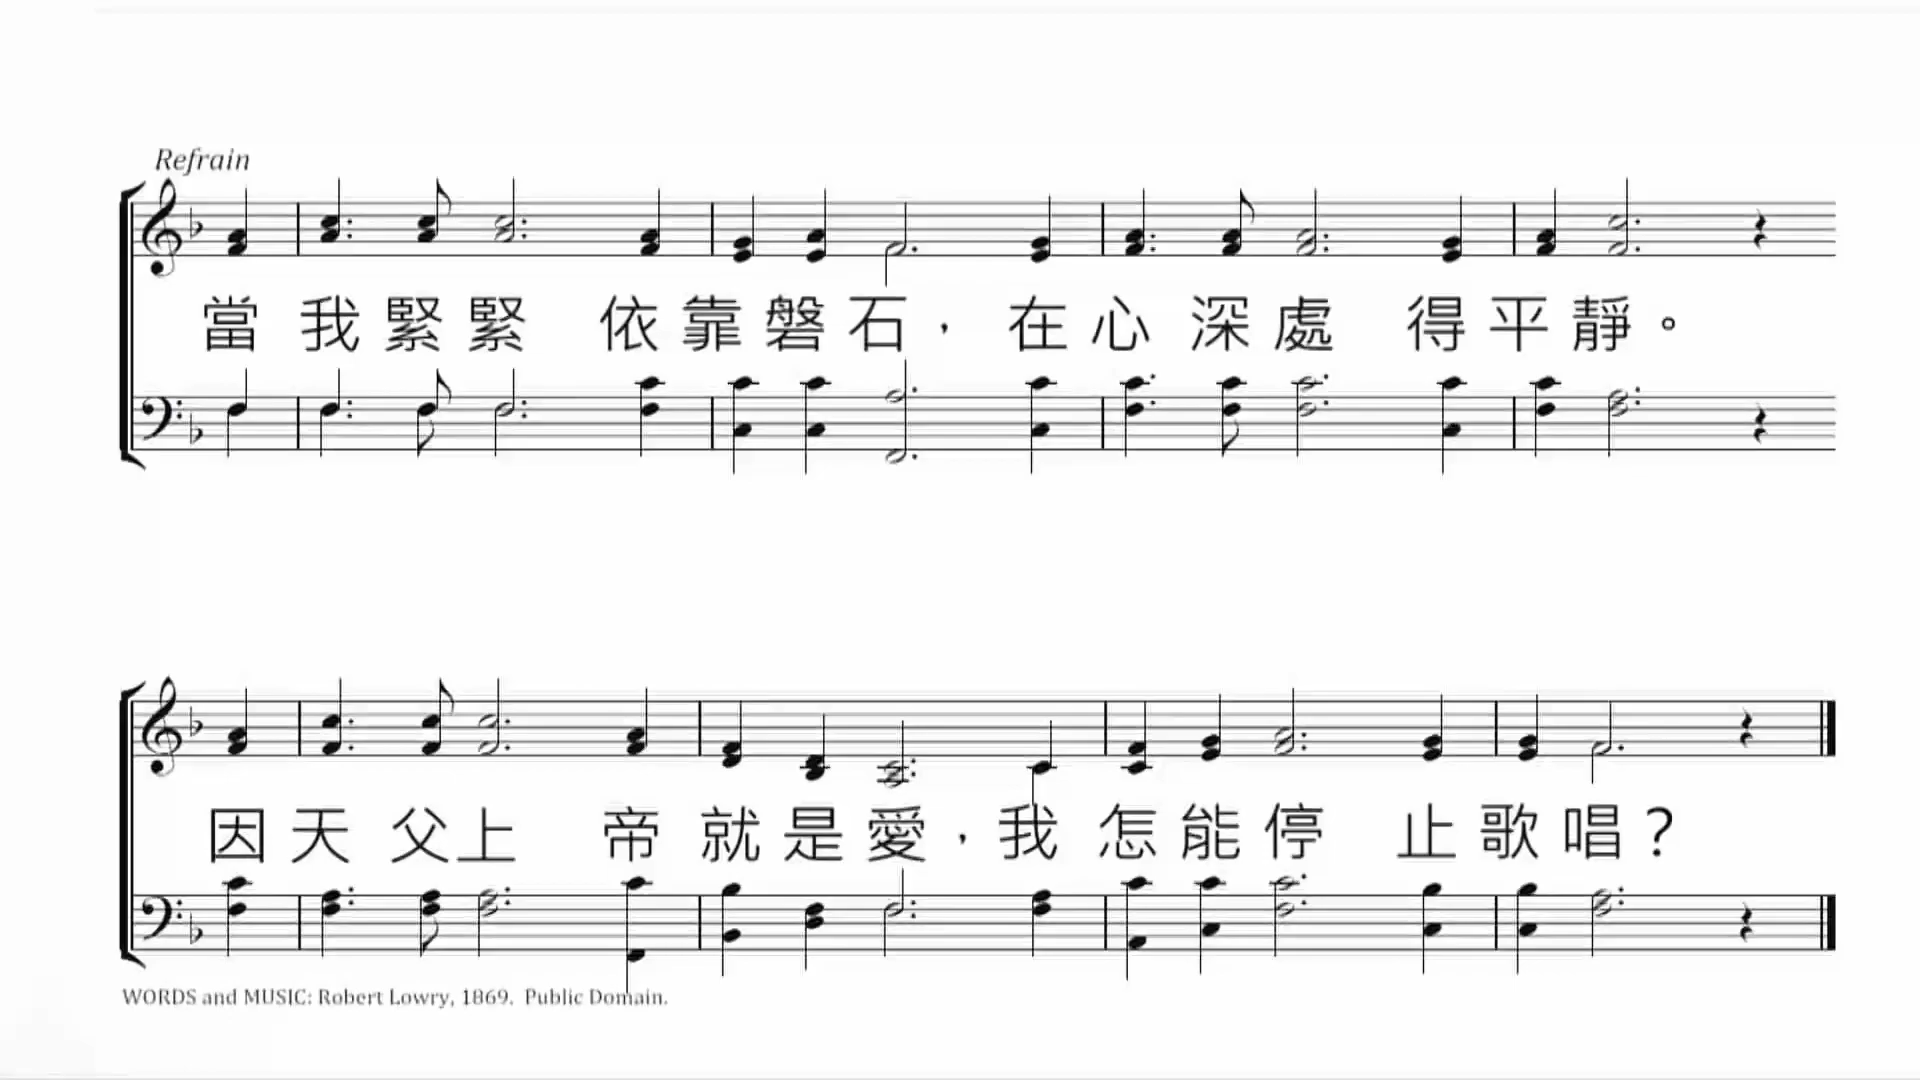 Refrain
當我緊緊 依靠磐石，在心深處 得平靜。
因天父上 帝就是愛，我怎能停 止歌唱？
WORDS and MUSIC: Robert Lowry, 1869. Public Domain.